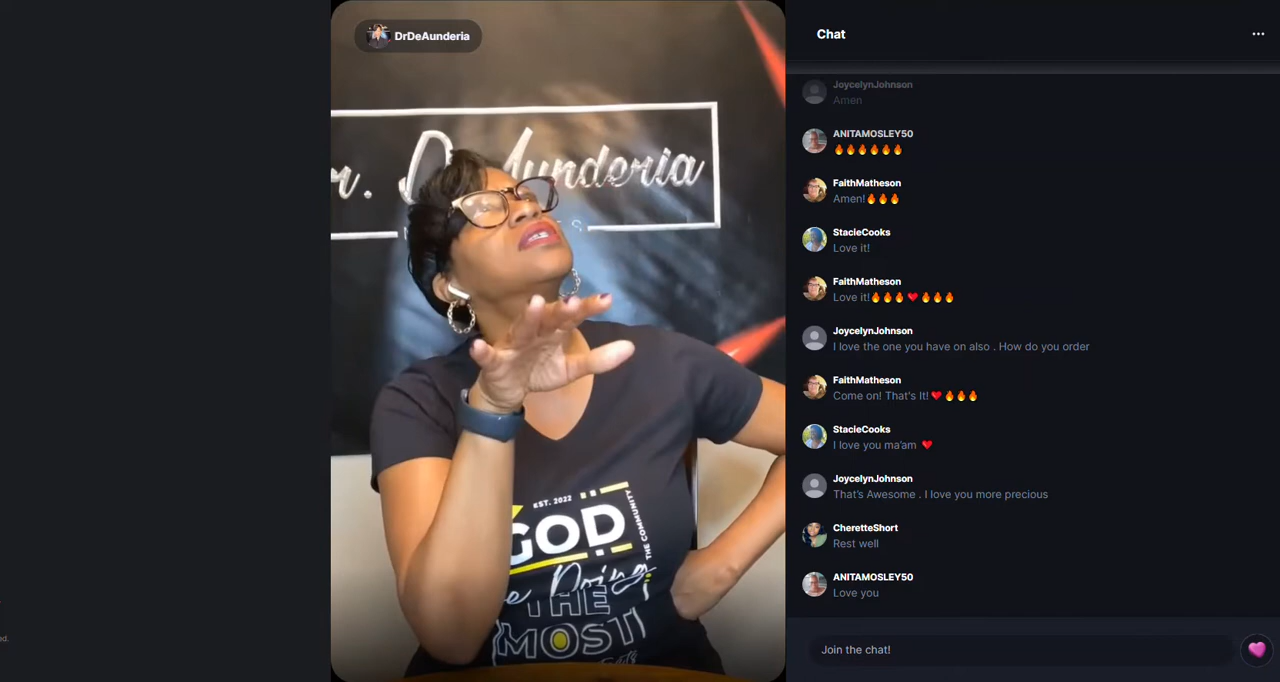 DrDeAunderia
r. D Aunderia
S
EST. 2022
GOD
THE COMMUNITY
e Doing
THE
MOST
Chat
JoycelynJohnson
Amen
ANITAMOSLEY50
🔥🔥🔥🔥🔥🔥
FaithMatheson
Amen!🔥🔥🔥
StacieCooks
Love it!
FaithMatheson
Love it!🔥🔥🔥❤️🔥🔥🔥
JoycelynJohnson
I love the one you have on also . How do you order
FaithMatheson
Come on! That's It!❤️🔥🔥🔥
StacieCooks
I love you ma'am ❤️
JoycelynJohnson
That's Awesome . I love you more precious
CheretteShort
Rest well
ANITAMOSLEY50
Love you
Join the chat!
ed.